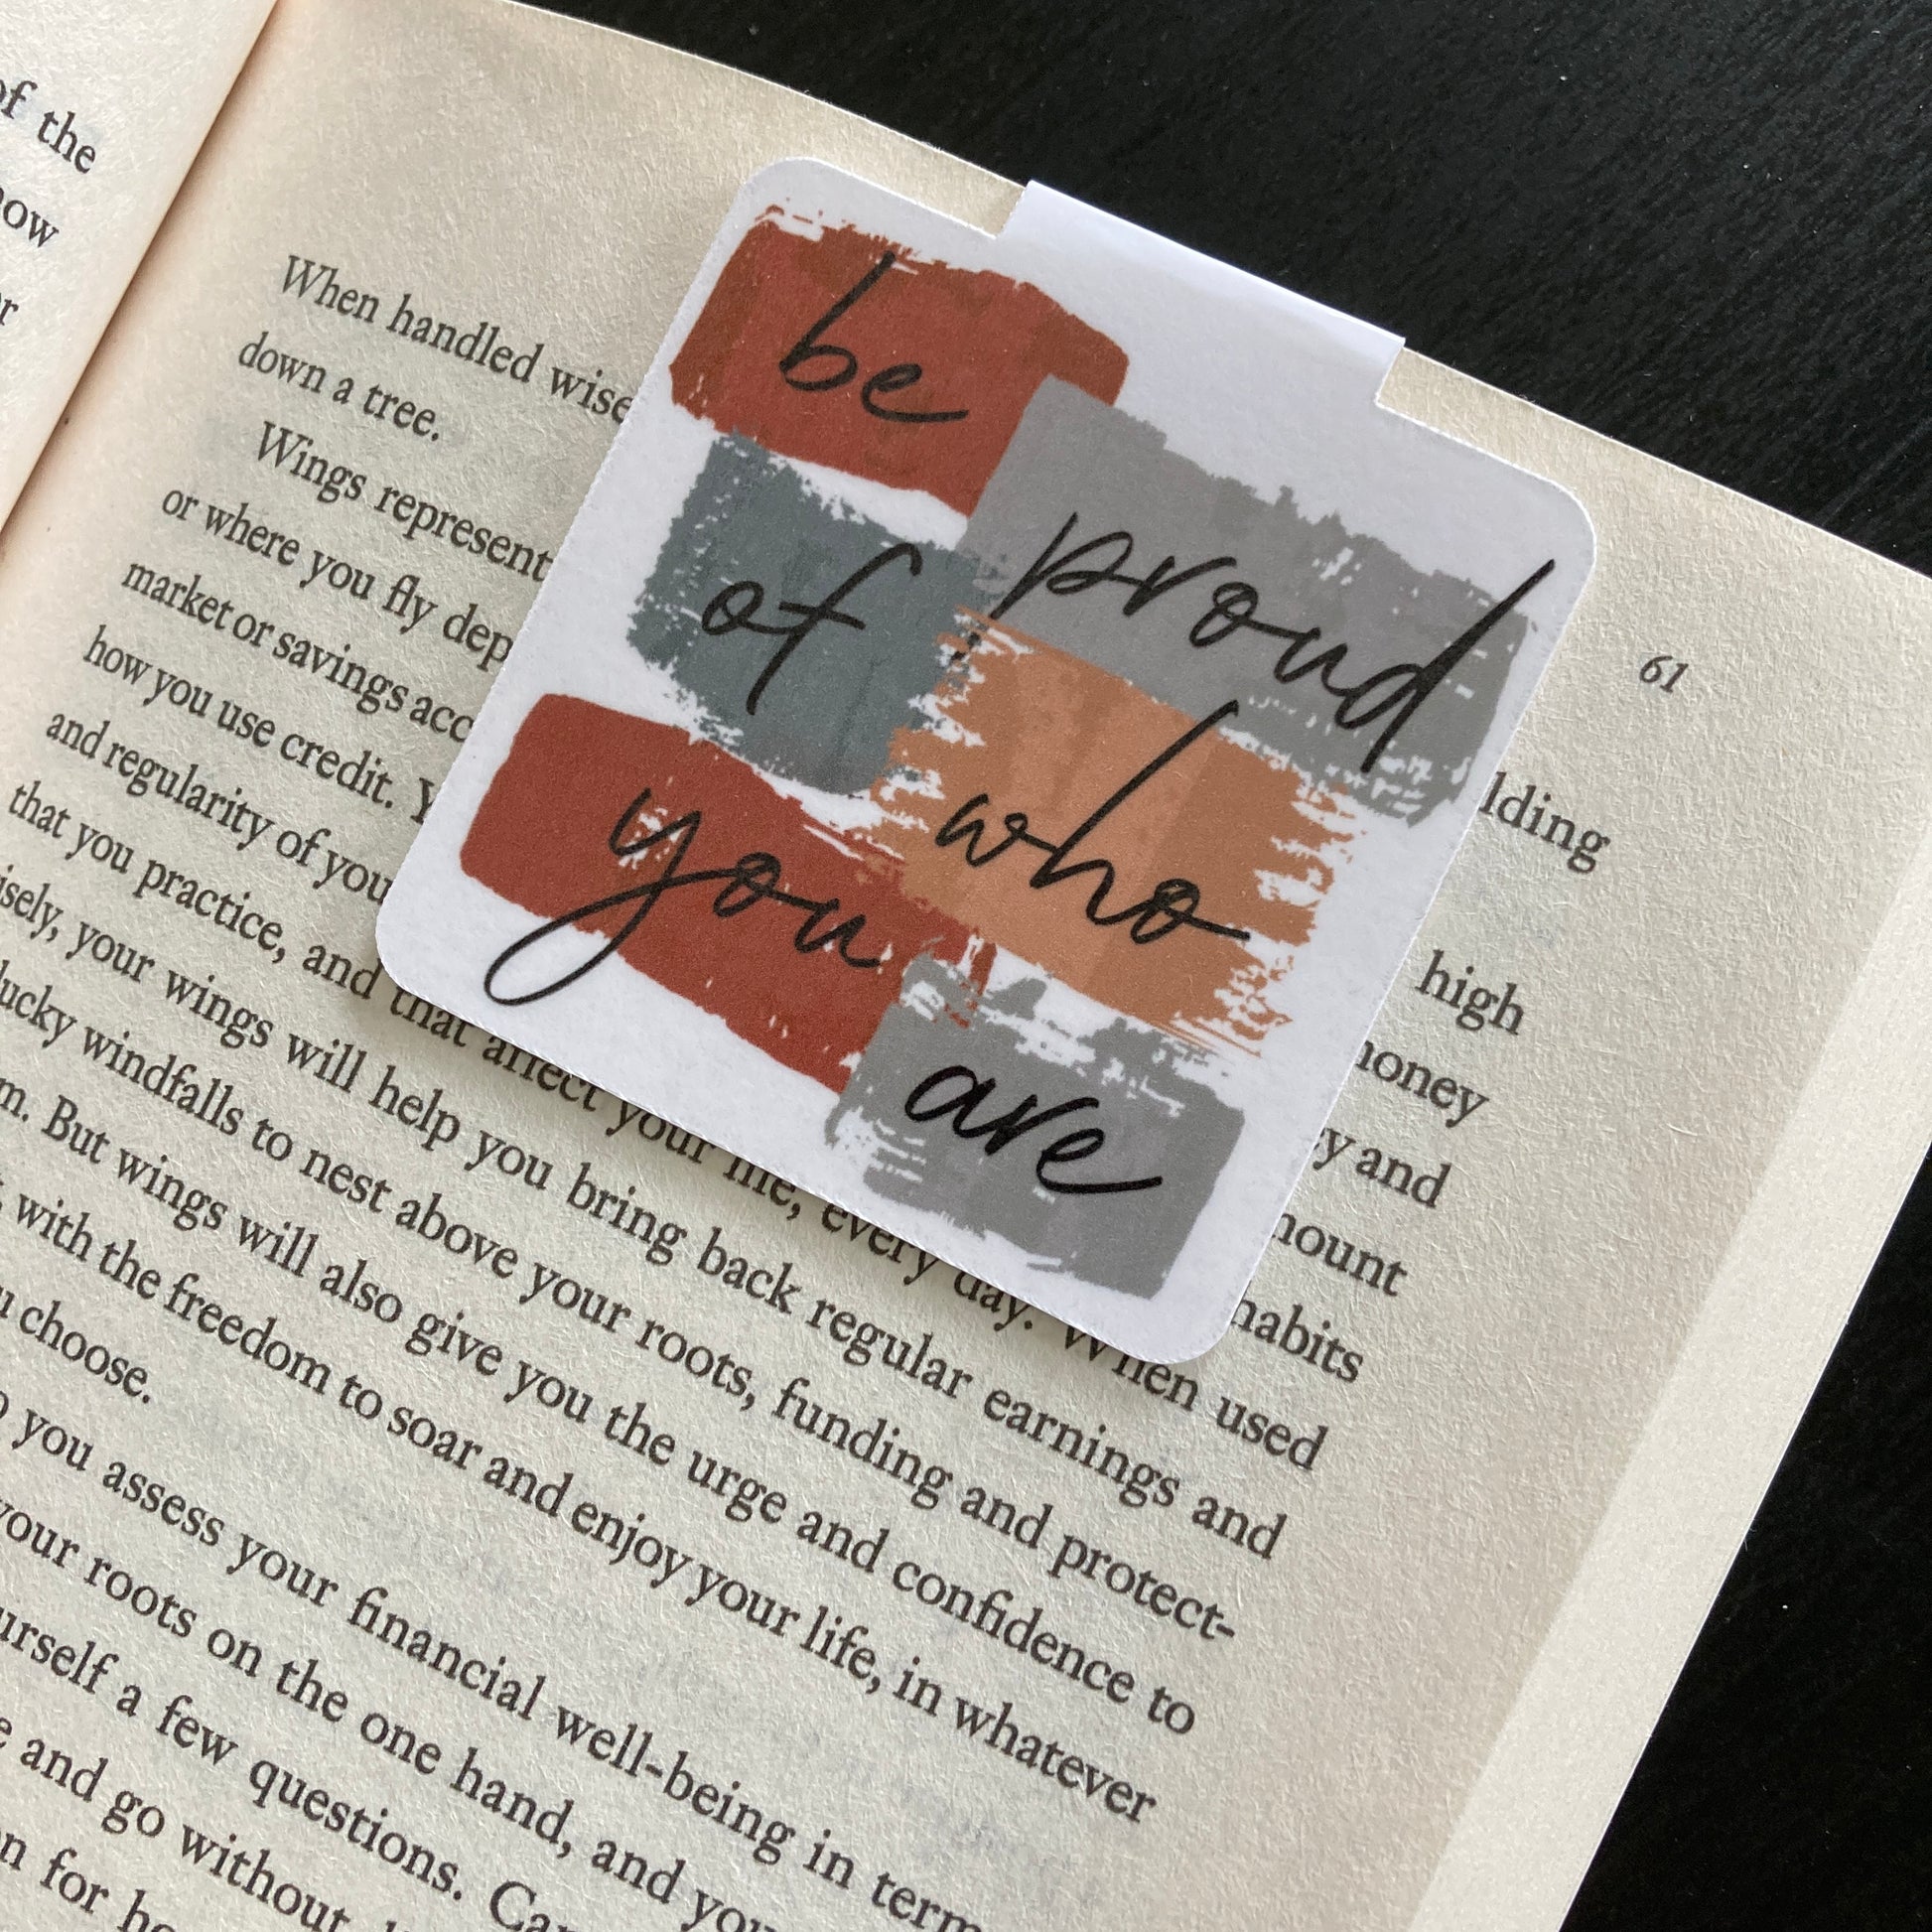 of the
61
When handled wise
lding
down a tree.
Wings represent
high
or where you fly dep
money
market or savings acc
y and
how you use credit. Y
mount
and regularity of you
habits
that you practice, and that affect your life, every day. When used
isely, your wings will help you bring back regular earnings and
lucky windfalls to nest above your roots, funding and protect-
m. But wings will also give you the urge and confidence to
with the freedom to soar and enjoy your life, in whatever
u choose.
you assess your financial well-being in term
your roots on the one hand, and you
urself a few questions. Can
and go without
n for
be
proud
of
who
you
are